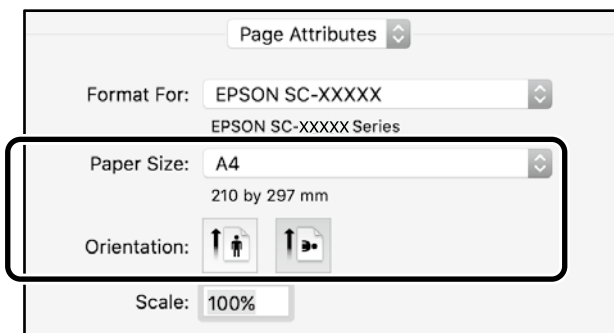 Page Attributes
Format For: EPSON SC-XXXXX
EPSON SC-XXXXX Series
Paper Size: A4
210 by 297 mm
Orientation:
Scale: 100%